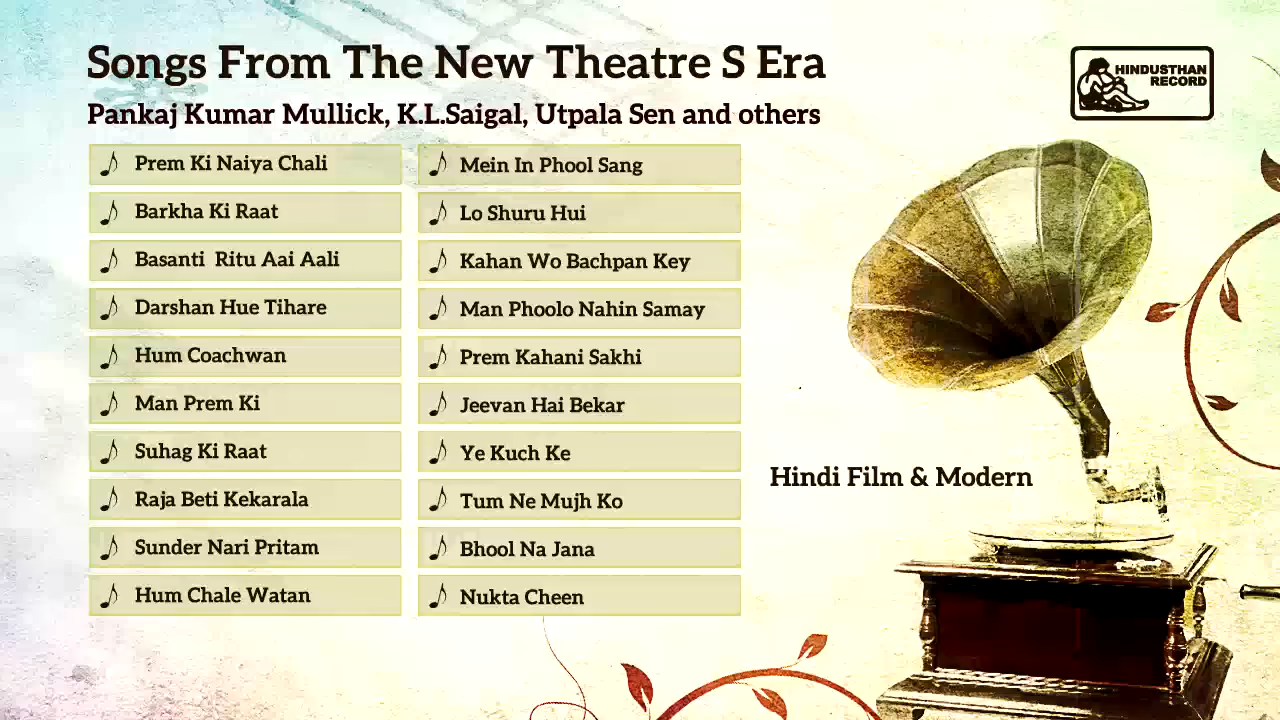 Songs From The New Theatre S Era
Pankaj Kumar Mullick, K.L.Saigal, Utpala Sen and others
HINDUSTHAN
RECORD
Prem Ki Naiya Chali
Barkha Ki Raat
Basanti  Ritu Aai Aali
Darshan Hue Tihare
Hum Coachwan
Man Prem Ki
Suhag Ki Raat
Raja Beti Kekarala
Sunder Nari Pritam
Hum Chale Watan
Mein In Phool Sang
Lo Shuru Hui
Kahan Wo Bachpan Key
Man Phoolo Nahin Samay
Prem Kahani Sakhi
Jeevan Hai Bekar
Ye Kuch Ke
Tum Ne Mujh Ko
Bhool Na Jana
Nukta Cheen
Hindi Film & Modern